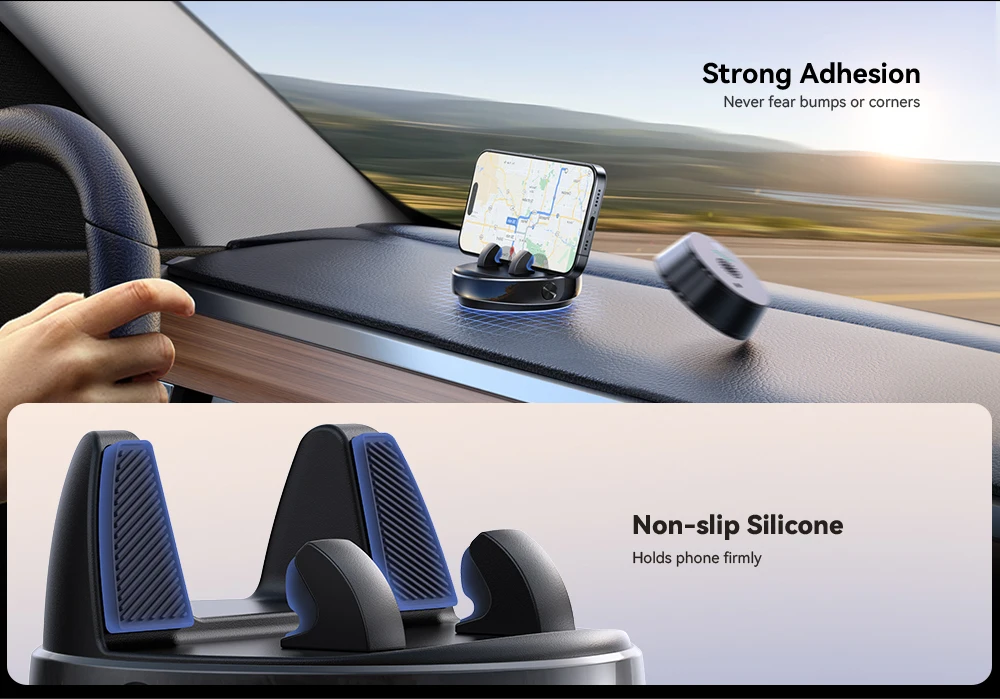 Strong Adhesion
Never fear bumps or corners
Non-slip Silicone
Holds phone firmly